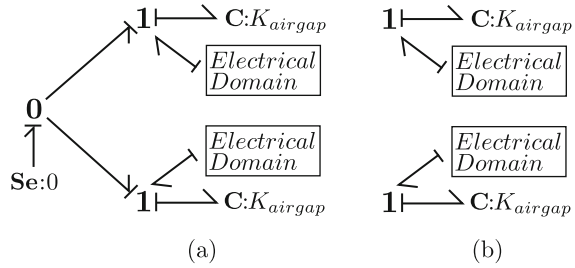 1 C:K_airgap 1 C:K_airgap
Electrical Electrical
Domain Domain
0
Electrical Electrical
Domain Domain
Se:0
1 C:K_airgap 1 C:K_airgap
(a) (b)